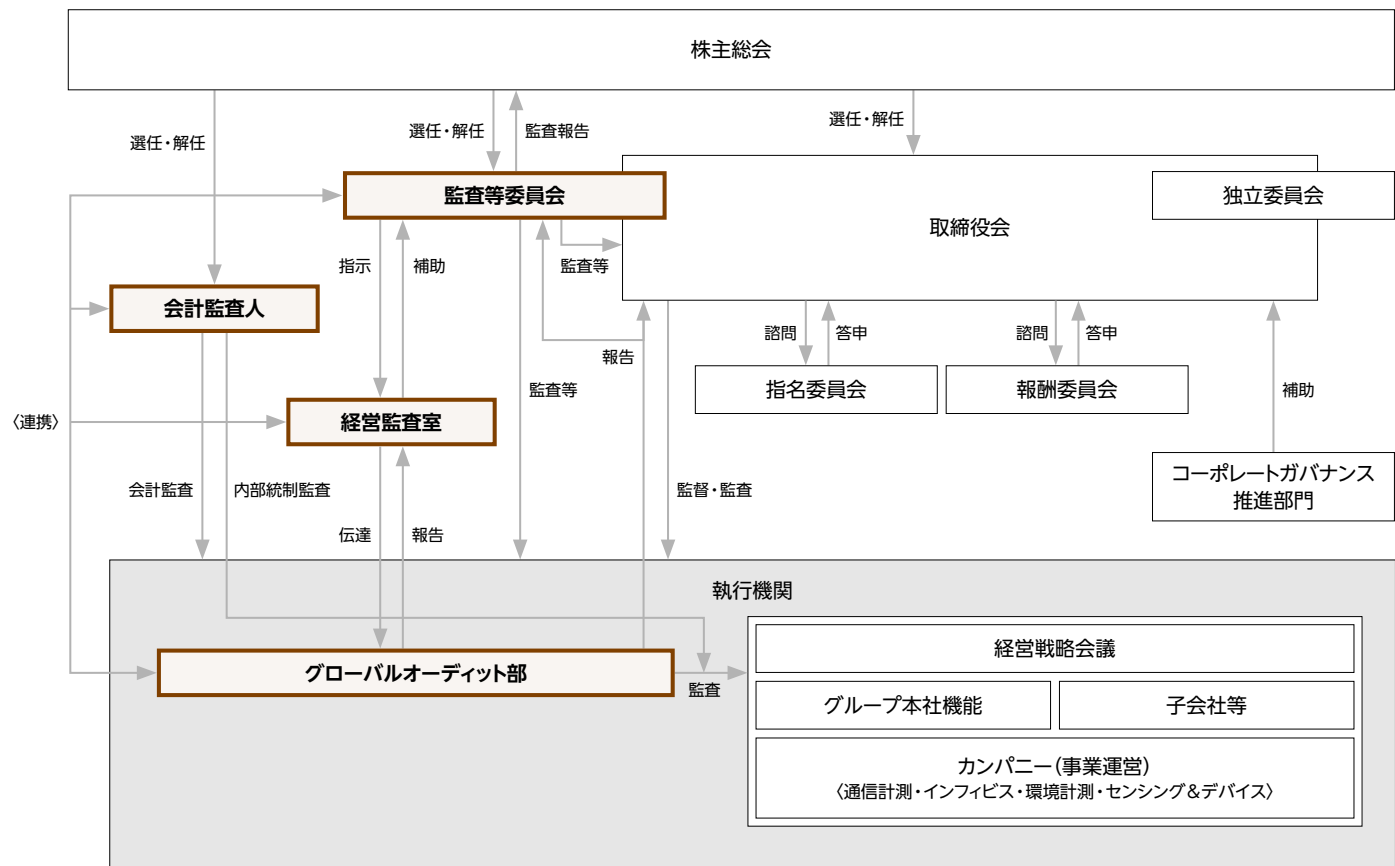 株主総会
選任・解任
選任・解任
監査報告
選任・解任
監査等委員会
独立委員会
取締役会
指示
補助
監査等
会計監査人
報告
諮問
答申
諮問
答申
監査等
指名委員会
報酬委員会
補助
〈連携〉
経営監査室
会計監査
内部統制監査
監督・監査
コーポレートガバナンス
推進部門
伝達
報告
執行機関
経営戦略会議
グローバルオーディット部
監査
グループ本社機能
子会社等
カンパニー(事業運営)
〈通信計測・インフィビス・環境計測・センシング&デバイス〉